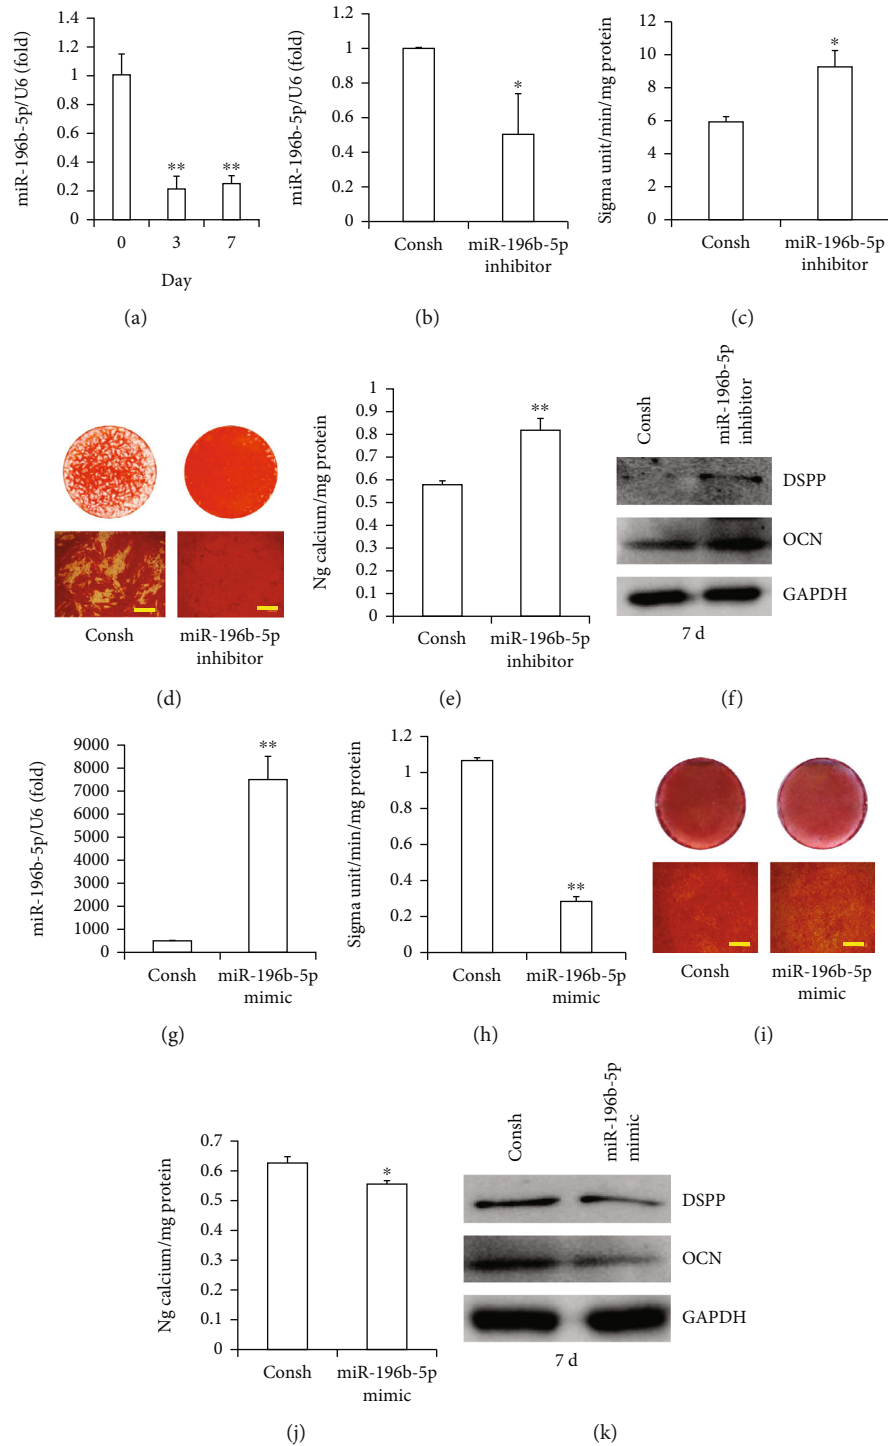 miR-196b-5p/U6 (fold)
1.4
1.2
1
0.8
0.6
0.4
0.2
0
**
**
0
3
7
Day
(a)
miR-196b-5p/U6 (fold)
1.2
1
0.8
0.6
0.4
0.2
0
*
Consh
miR-196b-5p
inhibitor
(b)
Sigma unit/min/mg protein
12
10
8
6
4
2
0
*
Consh
miR-196b-5p
inhibitor
(c)
Consh
miR-196b-5p
inhibitor
(d)
Ng calcium/mg protein
1
0.9
0.8
0.7
0.6
0.5
0.4
0.3
0.2
0.1
0
**
Consh
miR-196b-5p
inhibitor
(e)
Consh
miR-196b-5p
inhibitor
DSPP
OCN
GAPDH
7 d
(f)
miR-196b-5p/U6 (fold)
9000
8000
7000
6000
5000
4000
3000
2000
1000
0
**
Consh
miR-196b-5p
mimic
(g)
Sigma unit/min/mg protein
1.2
1
0.8
0.6
0.4
0.2
0
**
Consh
miR-196b-5p
mimic
(h)
Consh
miR-196b-5p
mimic
(i)
Ng calcium/mg protein
0.7
0.6
0.5
0.4
0.3
0.2
0.1
0
*
Consh
miR-196b-5p
mimic
(j)
Consh
miR-196b-5p
mimic
DSPP
OCN
GAPDH
7 d
(k)